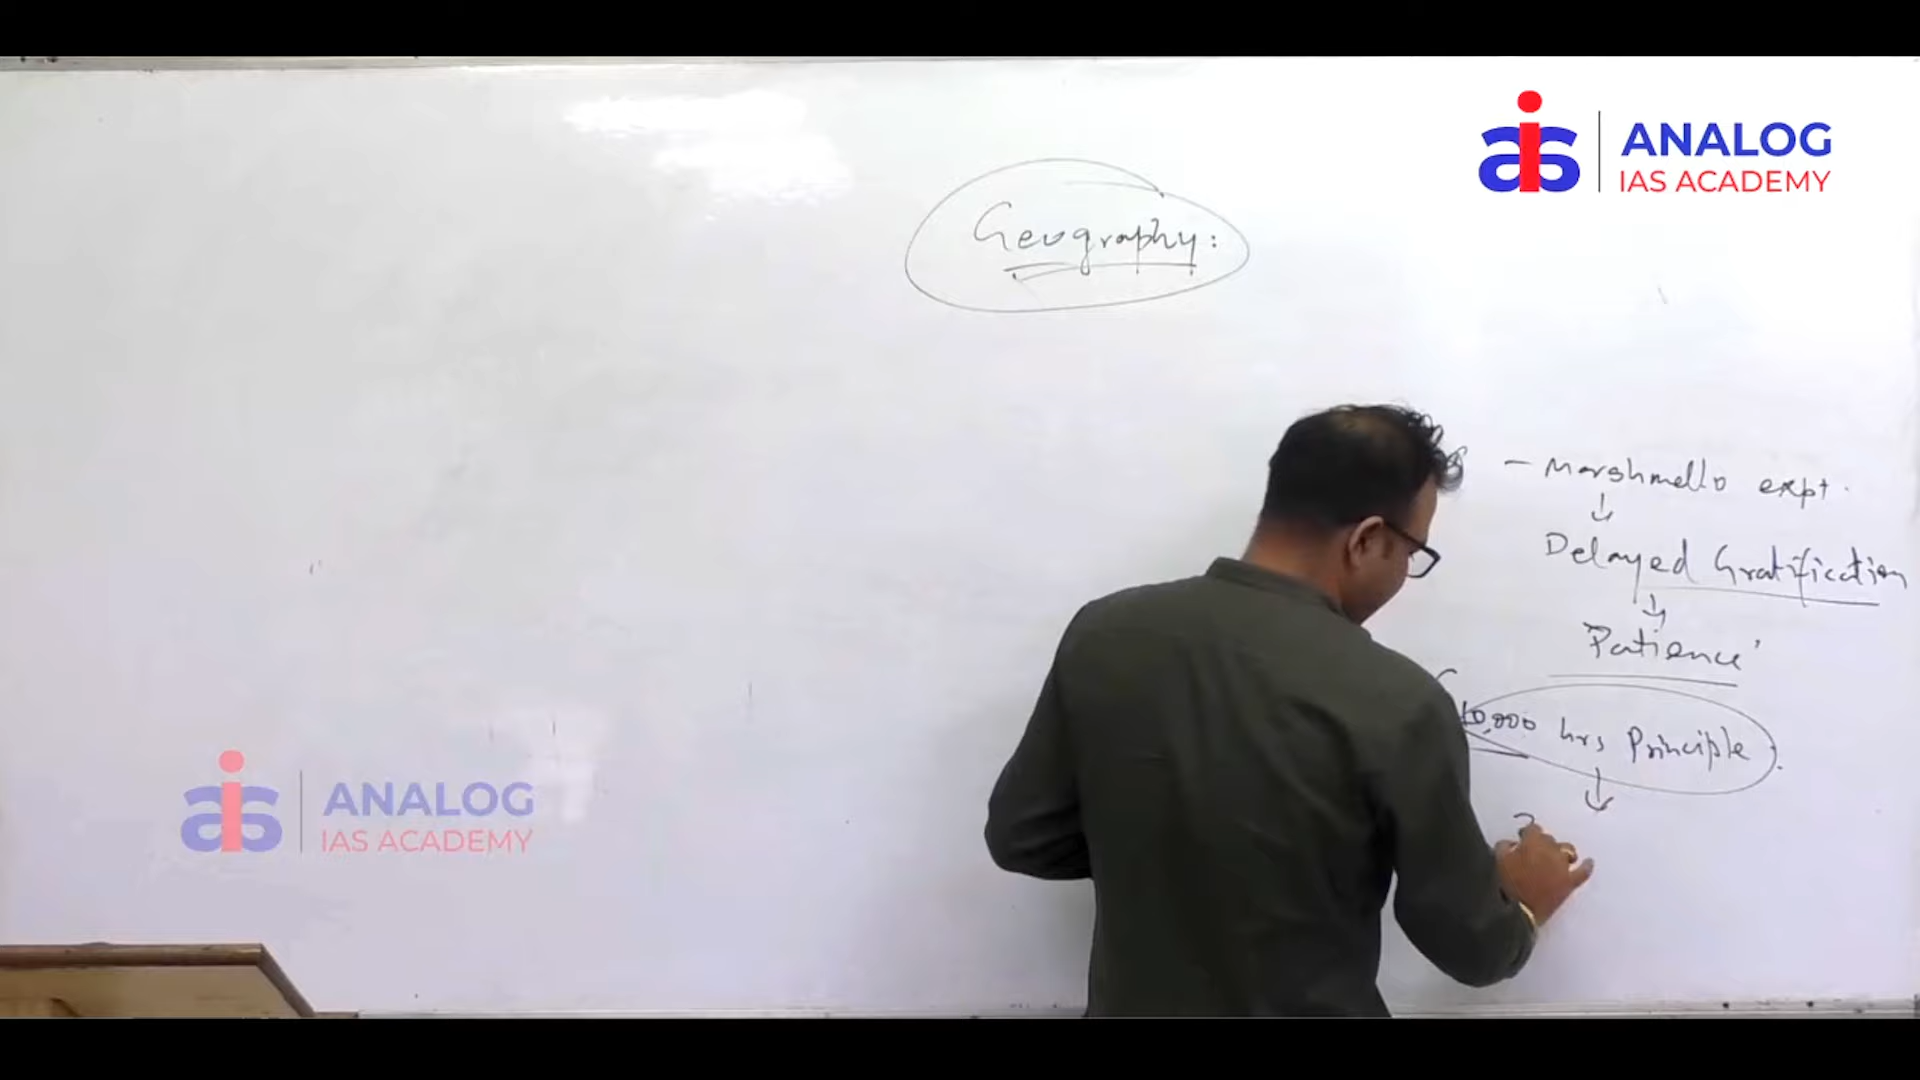 ANALOG
IAS ACADEMY
Geography:
- Marshmello expt.
↓
Delayed Gratification
↓
Patience
10,000 hrs Principle
↓
ANALOG
IAS ACADEMY